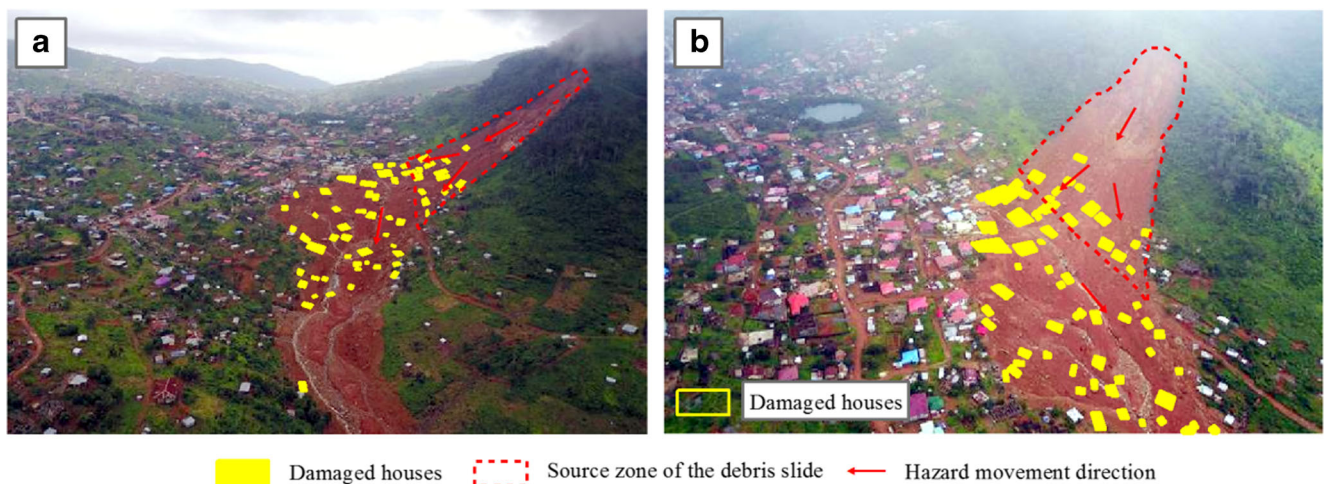 a
b
Damaged houses
Damaged houses
Source zone of the debris slide
Hazard movement direction